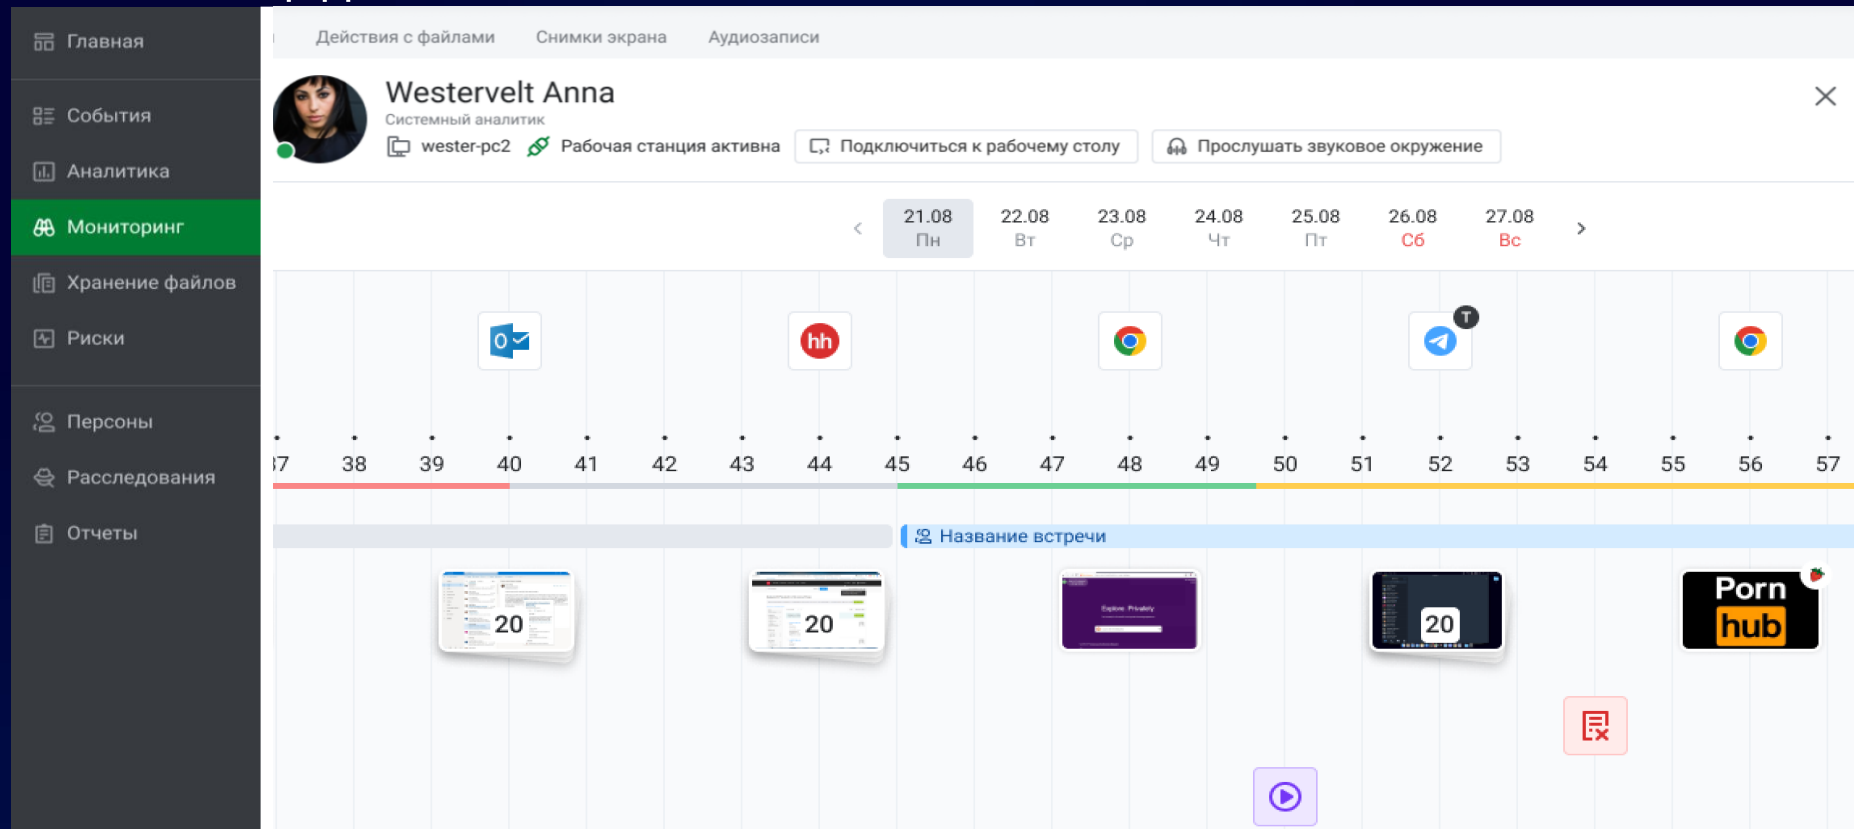 Главная
События
Аналитика
Мониторинг
Хранение файлов
Риски
Персоны
Расследования
Отчеты
Действия с файлами Снимки экрана Аудиозаписи
Westervelt Anna
Системный аналитик
wester-pc2 Рабочая станция активна Подключиться к рабочему столу Прослушать звуковое окружение
21.08 22.08 23.08 24.08 25.08 26.08 27.08
Пн Вт Ср Чт Пт Сб Вс
O hh T
37 38 39 40 41 42 43 44 45 46 47 48 49 50 51 52 53 54 55 56 57
Название встречи
20 20 Explore. Privately 20 Porn hub